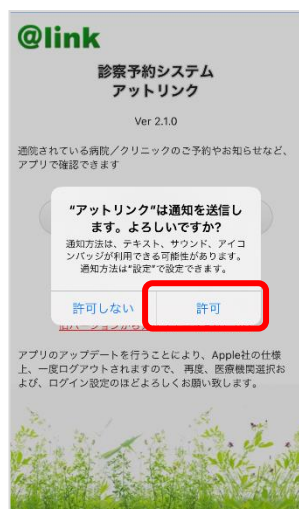 @link
診察予約システム
アットリンク
Ver 2.1.0
通院されている病院／クリニックのご予約やお知らせなど、
アプリで確認できます
"アットリンク"は通知を送信し
ます。よろしいですか?
通知方法は、テキスト、サウンド、アイコ
ンバッジが利用できる可能性があります。
通知方法は"設定"で設定できます。
許可しない
許可
旧バージョンから
アプリのアップデートを行うことにより、Apple社の仕様
上、一度ログアウトされますので、 再度、医療機関選択お
よび、ログイン設定のほどよろしくお願い致します。